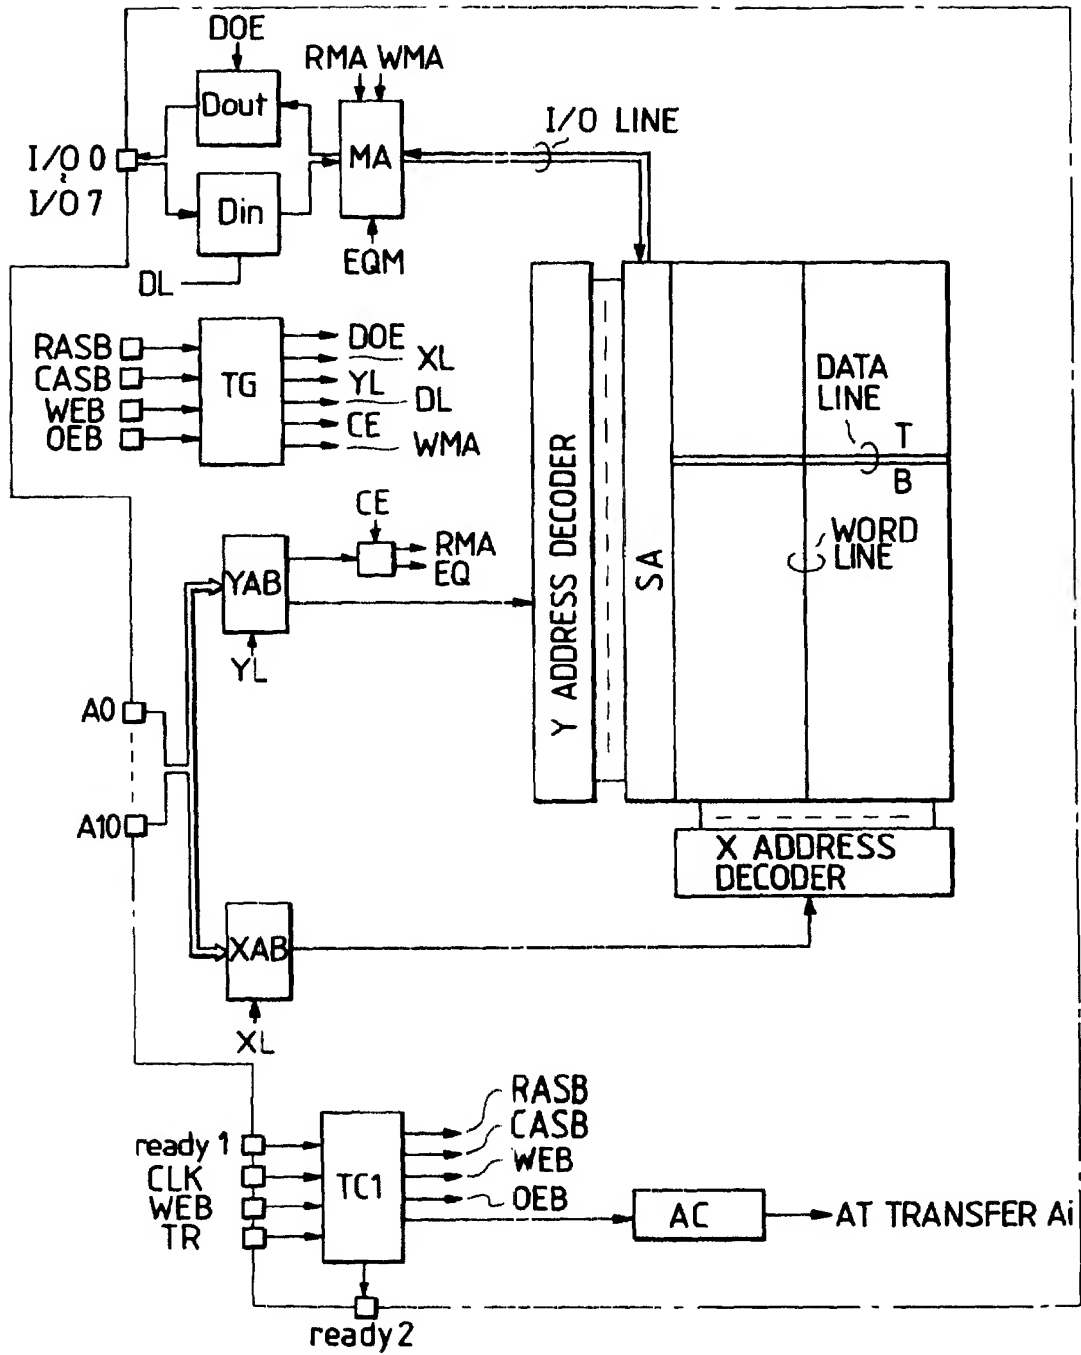 DOE
RMA WMA
Dout
I/O LINE
I/O 0
~
I/O 7
MA
Din
EQM
DL
RASB
CASB
WEB
OEB
TG
DOE
XL
YL
DL
CE
WMA
DATA
LINE
T
B
WORD
LINE
Y ADDRESS DECODER
SA
CE
RMA
EQ
YAB
YL
A0
A10
X ADDRESS
DECODER
XAB
XL
ready 1
CLK
WEB
TR
TC1
RASB
CASB
WEB
OEB
AC
AT TRANSFER Ai
ready 2